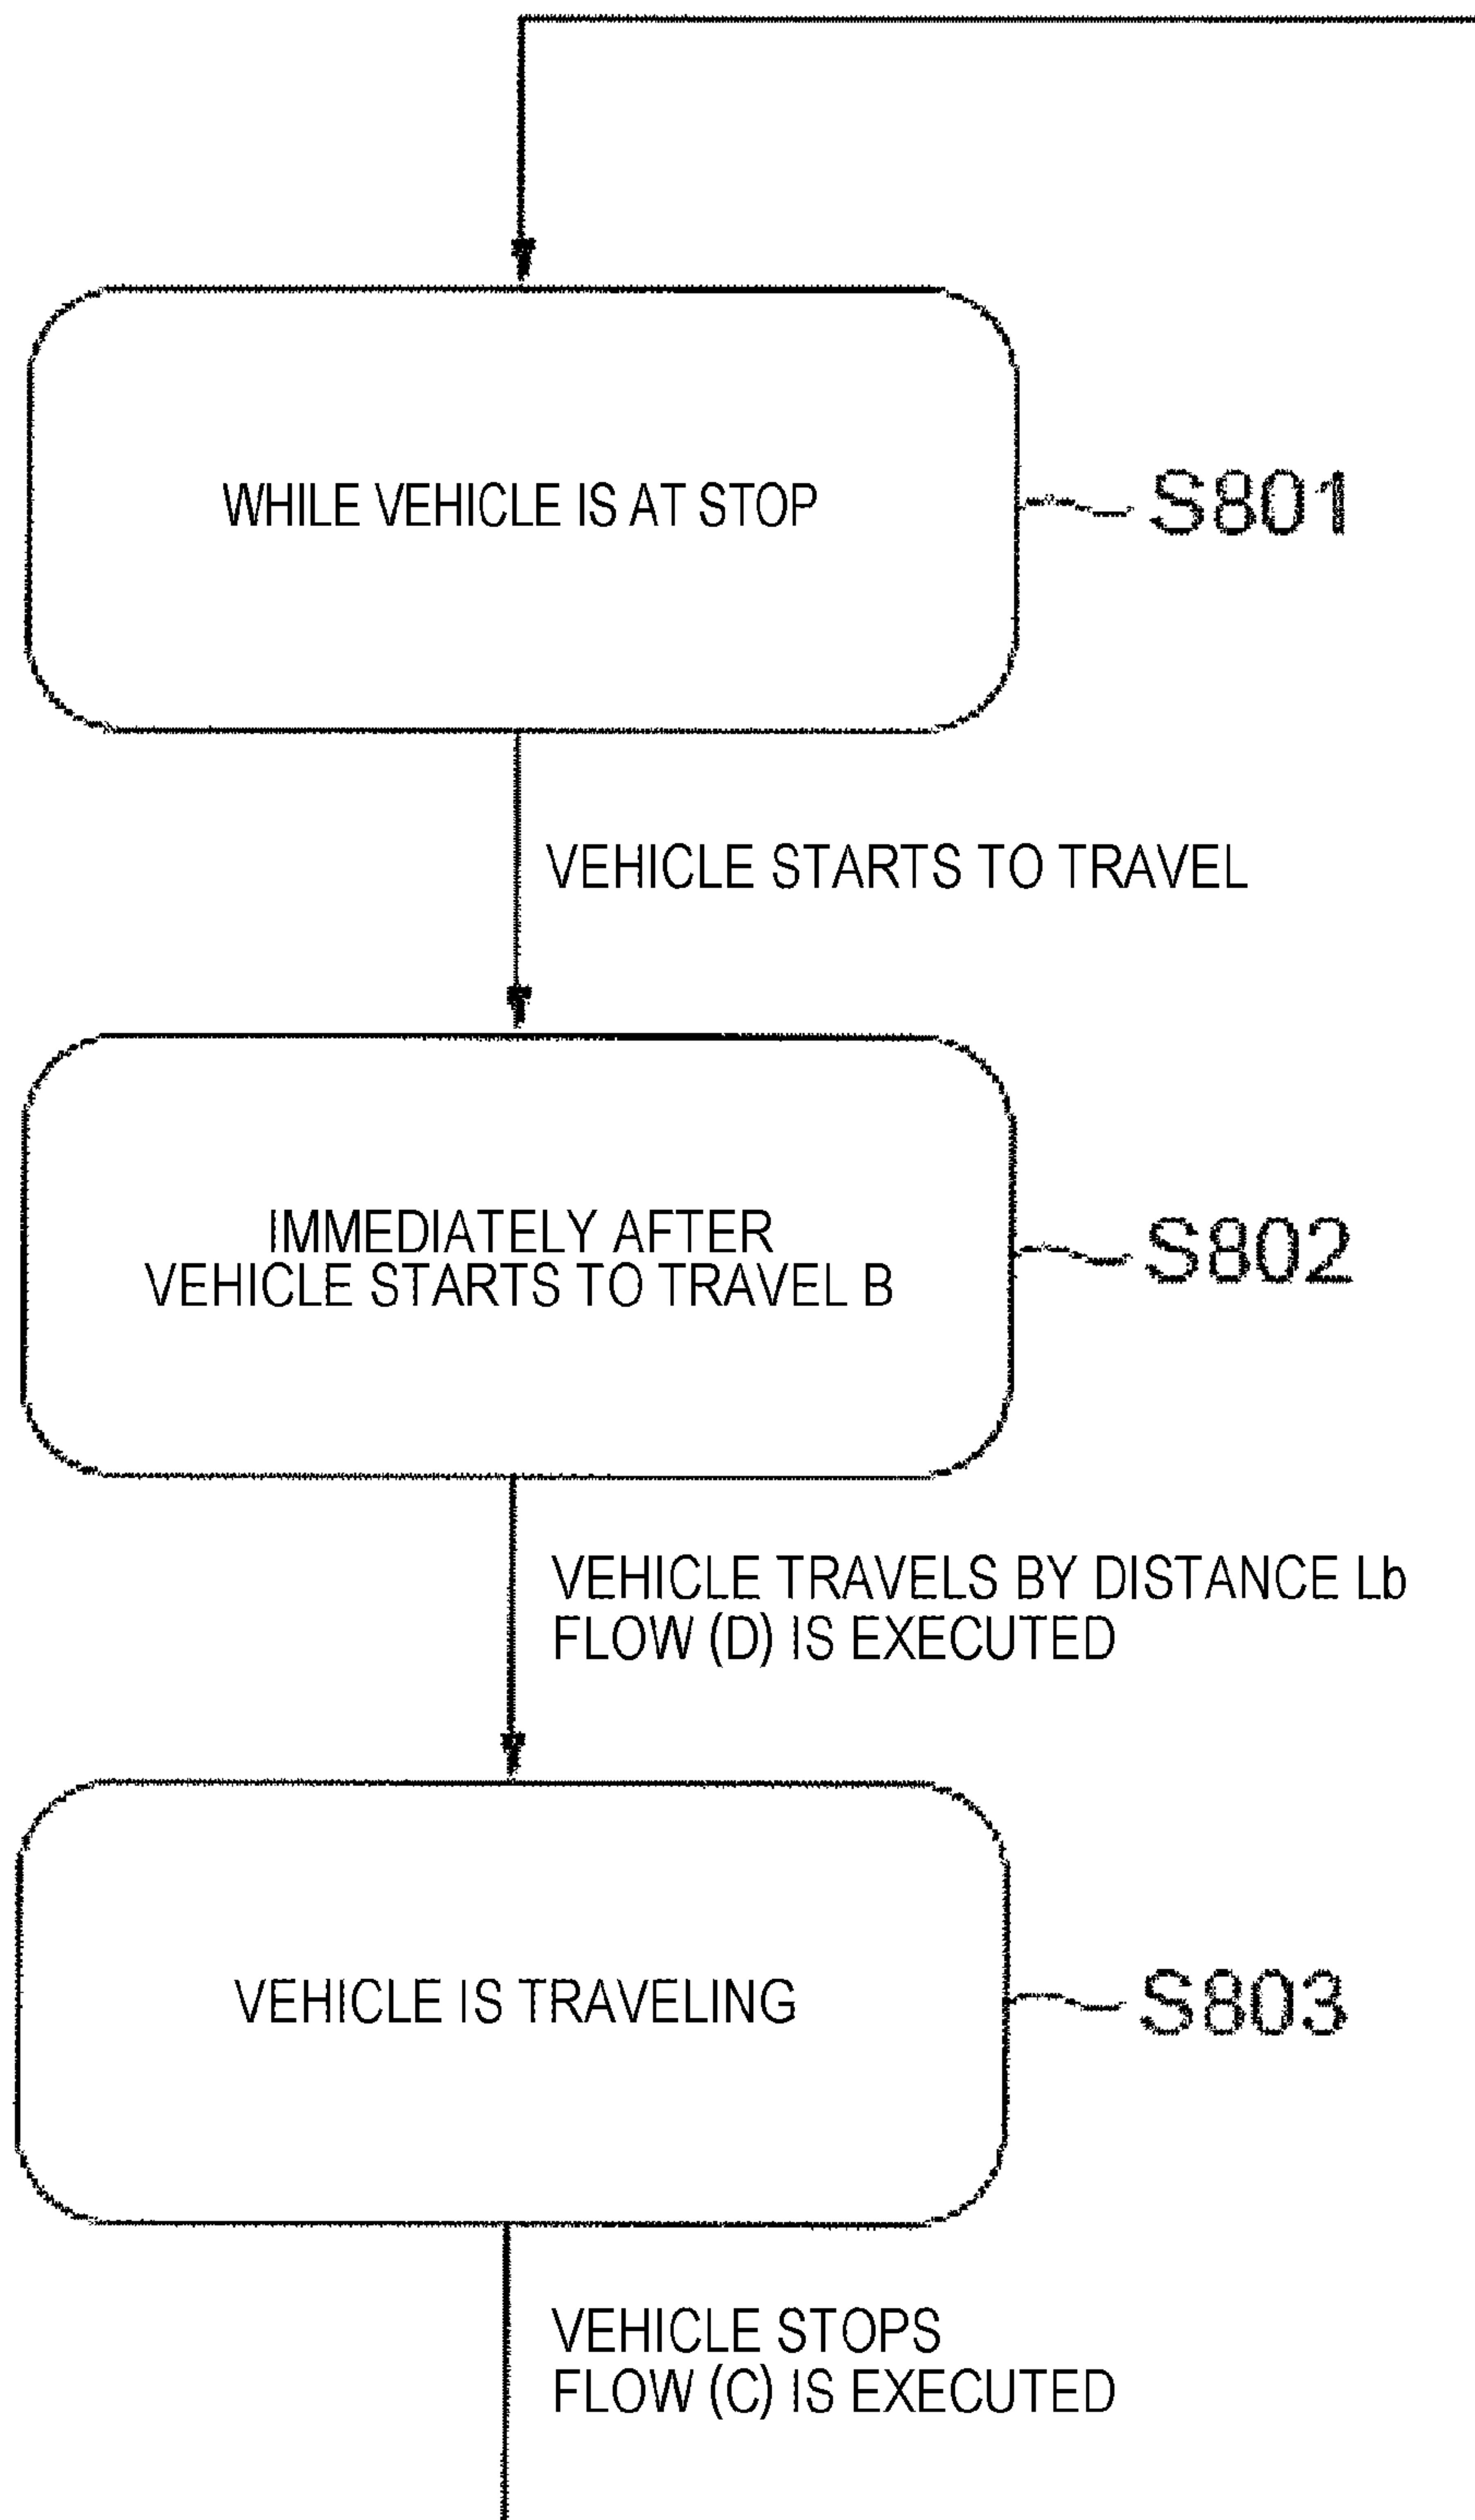 WHILE VEHICLE IS AT STOP
S801
VEHICLE STARTS TO TRAVEL
IMMEDIATELY AFTER
VEHICLE STARTS TO TRAVEL B
S802
VEHICLE TRAVELS BY DISTANCE Lb
FLOW (D) IS EXECUTED
VEHICLE IS TRAVELING
S803
VEHICLE STOPS
FLOW (C) IS EXECUTED